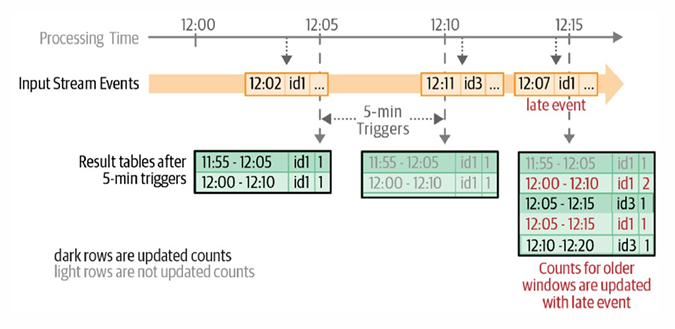 12:00 12:05 12:10 12:15
Processing Time
Input Stream Events
12:02 id1 ...
12:11 id3 ...
12:07 id1 ...
late event
5-min
Triggers
Result tables after
5-min triggers
11:55 - 12:05 id1 1
12:00 - 12:10 id1 1
11:55 - 12:05 id1 1
12:00 - 12:10 id1 1
11:55 - 12:05 id1 1
12:00 - 12:10 id1 2
12:05 - 12:15 id3 1
12:05 - 12:15 id1 1
12:10 - 12:20 id3 1
dark rows are updated counts
light rows are not updated counts
Counts for older
windows are updated
with late event